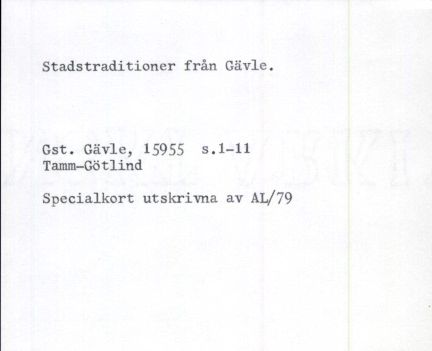 Stadstraditioner från Gävle.
Gst. Gävle, 15955 s.1-11
Tamm-Götlind
Specialkort utskrivna av AL/79